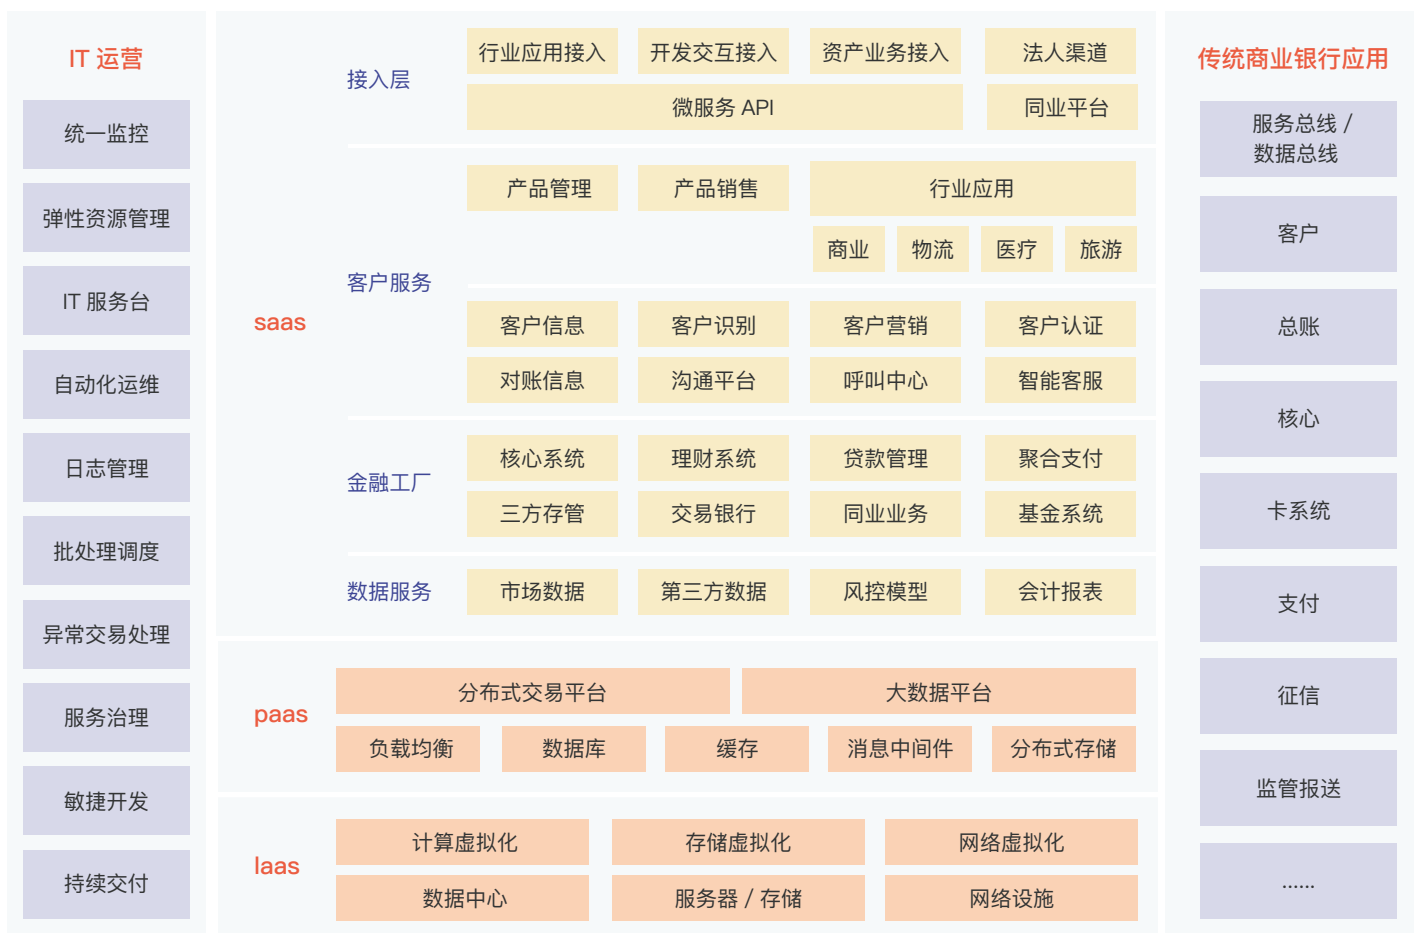 IT 运营
统一监控
弹性资源管理
IT 服务台
自动化运维
日志管理
批处理调度
异常交易处理
服务治理
敏捷开发
持续交付
saas
接入层
行业应用接入
开发交互接入
资产业务接入
法人渠道
微服务 API
同业平台
客户服务
产品管理
产品销售
行业应用
商业
物流
医疗
旅游
客户信息
客户识别
客户营销
客户认证
对账信息
沟通平台
呼叫中心
智能客服
金融工厂
核心系统
理财系统
贷款管理
聚合支付
三方存管
交易银行
同业业务
基金系统
数据服务
市场数据
第三方数据
风控模型
会计报表
paas
分布式交易平台
大数据平台
负载均衡
数据库
缓存
消息中间件
分布式存储
Iaas
计算虚拟化
存储虚拟化
网络虚拟化
数据中心
服务器 / 存储
网络设施
传统商业银行应用
服务总线 /
数据总线
客户
总账
核心
卡系统
支付
征信
监管报送
......